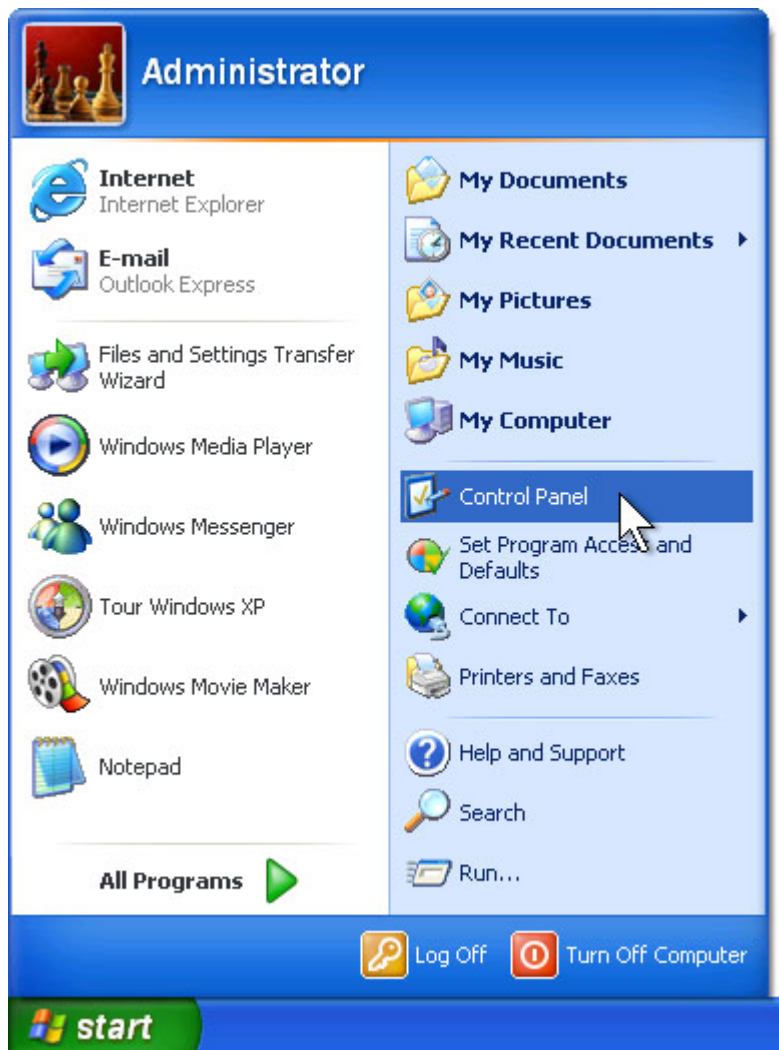 Administrator
Internet
Internet Explorer
E-mail
Outlook Express
Files and Settings Transfer
Wizard
Windows Media Player
Windows Messenger
Tour Windows XP
Windows Movie Maker
Notepad
All Programs
My Documents
My Recent Documents
My Pictures
My Music
My Computer
Control Panel
Set Program Access and
Defaults
Connect To
Printers and Faxes
Help and Support
Search
Run...
Log Off
Turn Off Computer
start